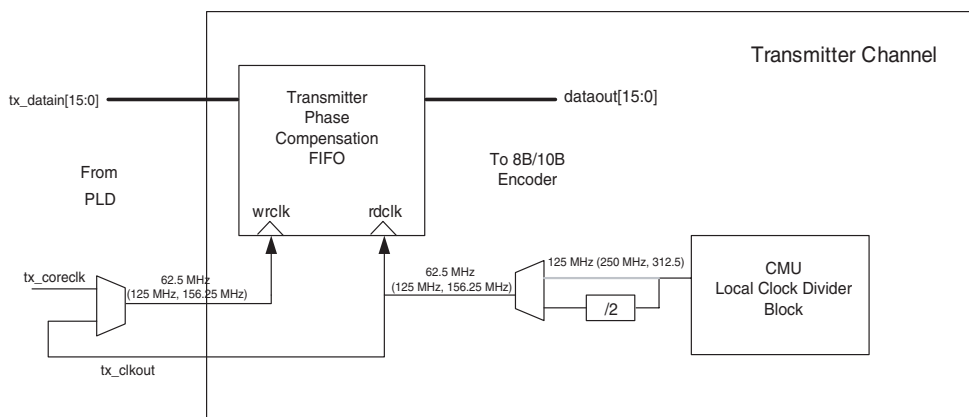 Transmitter Channel
tx_datain[15:0]
Transmitter
Phase
Compensation
FIFO
dataout[15:0]
From
PLD
To 8B/10B
Encoder
wrclk
rdclk
tx_coreclk
62.5 MHz
(125 MHz, 156.25 MHz)
62.5 MHz
(125 MHz, 156.25 MHz)
125 MHz (250 MHz, 312.5)
/2
CMU
Local Clock Divider
Block
tx_clkout